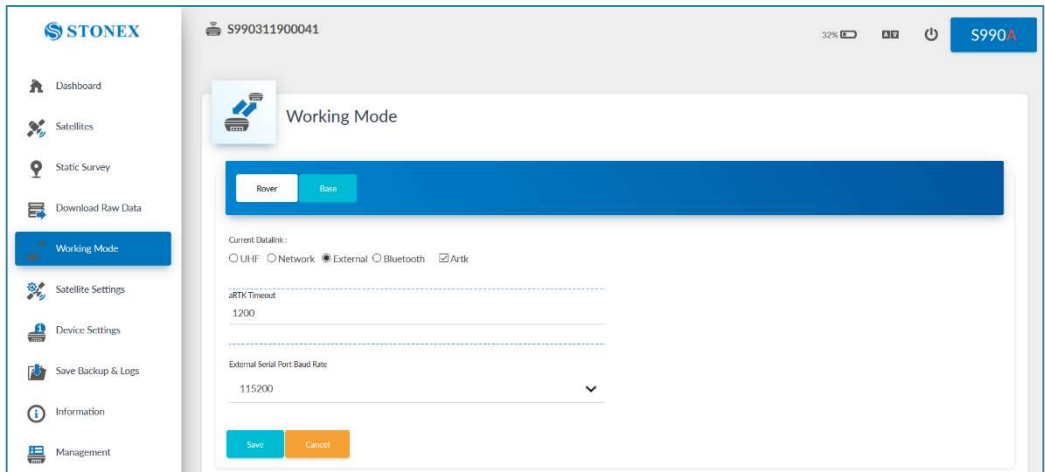 STONEX
S990311900041
32%
S990A
Dashboard
Satellites
Static Survey
Download Raw Data
Working Mode
Satellite Settings
Device Settings
Save Backup & Logs
Information
Management
Working Mode
Rover
Base
Current Datalink :
UHF Network External Bluetooth Artk
aRTK Timeout
1200
External Serial Port Baud Rate
115200
Save
Cancel